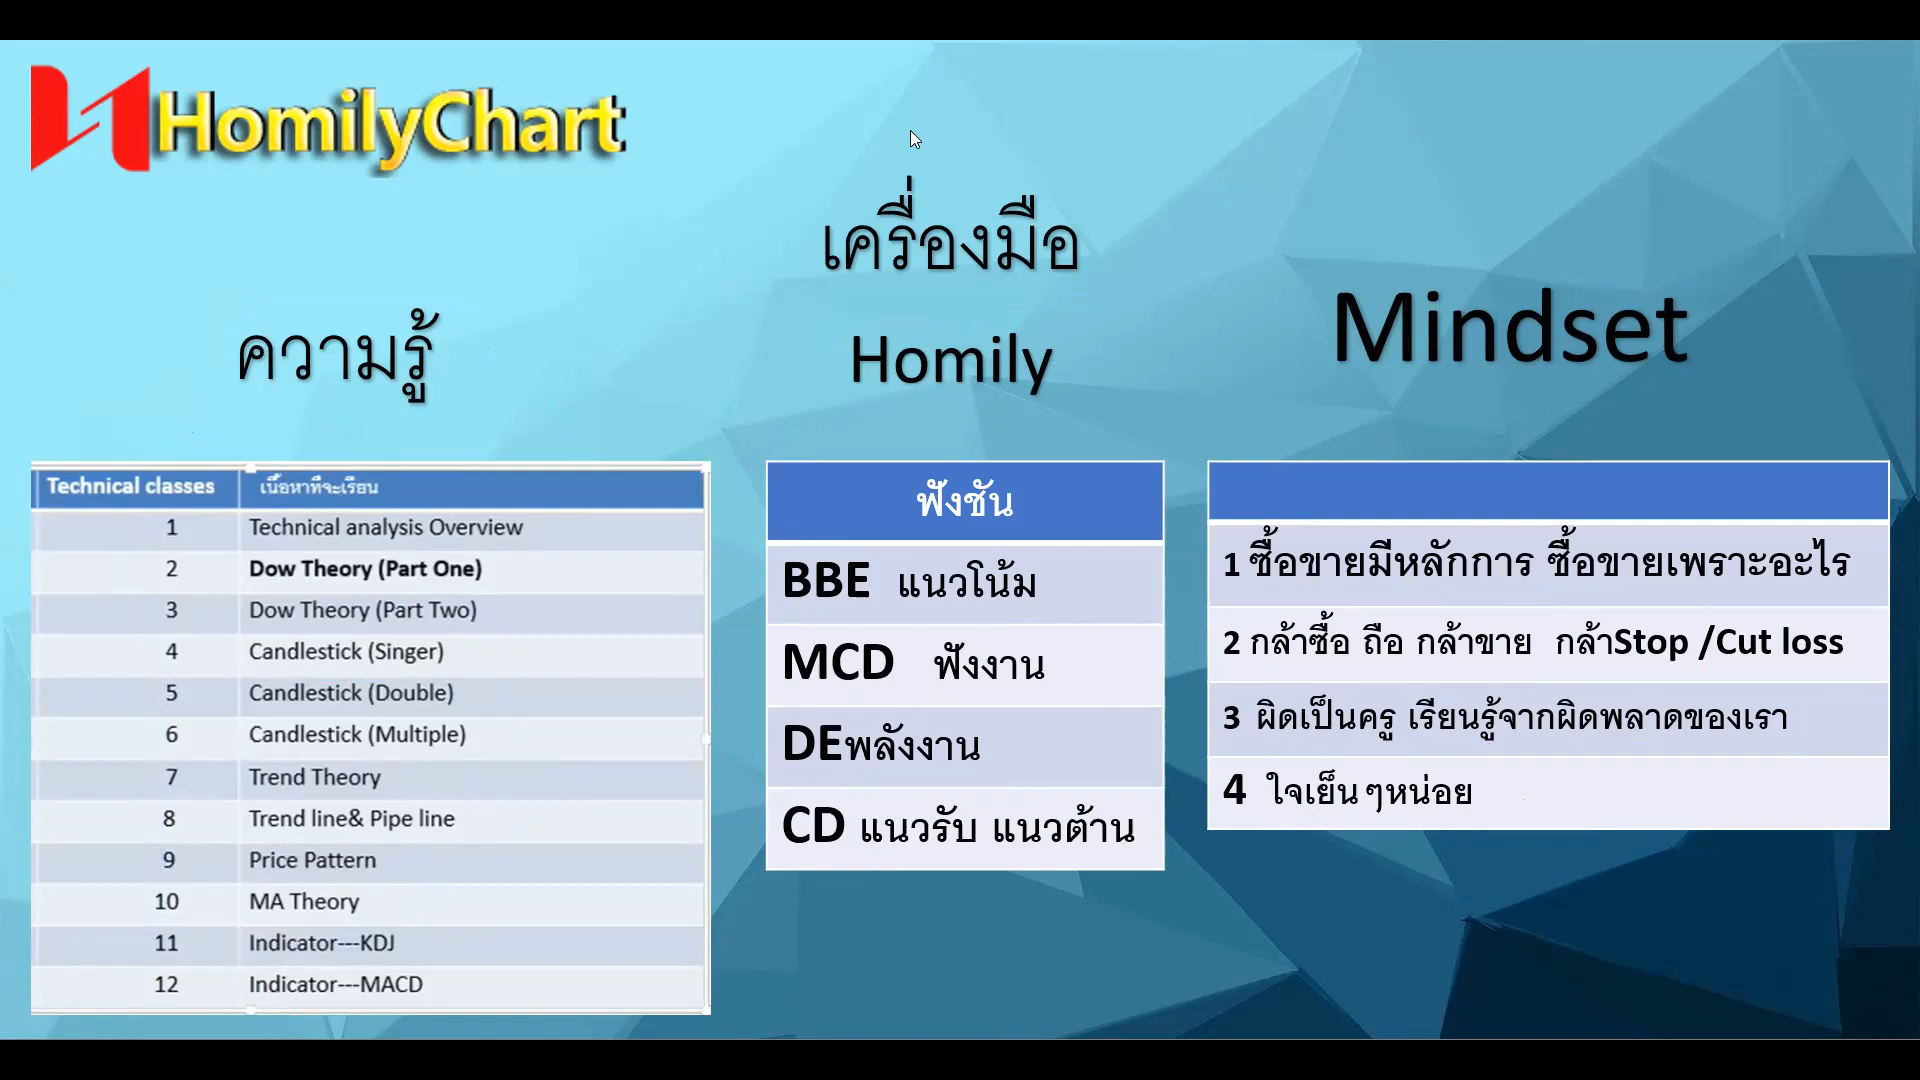 HomilyChart
ความรู้
Technical classes เนื้อหาที่จะเรียน
1 Technical analysis Overview
2 Dow Theory (Part One)
3 Dow Theory (Part Two)
4 Candlestick (Singer)
5 Candlestick (Double)
6 Candlestick (Multiple)
7 Trend Theory
8 Trend line& Pipe line
9 Price Pattern
10 MA Theory
11 Indicator---KDJ
12 Indicator---MACD
เครื่องมือ
Homily
ฟังชัน
BBE แนวโน้ม
MCD ฟังงาน
DEพลังงาน
CD แนวรับ แนวต้าน
Mindset
1 ซื้อขายมีหลักการ ซื้อขายเพราะอะไร
2 กล้าซื้อ ถือ กล้าขาย กล้าStop /Cut loss
3 ผิดเป็นครู เรียนรู้จากผิดพลาดของเรา
4 ใจเย็นๆหน่อย